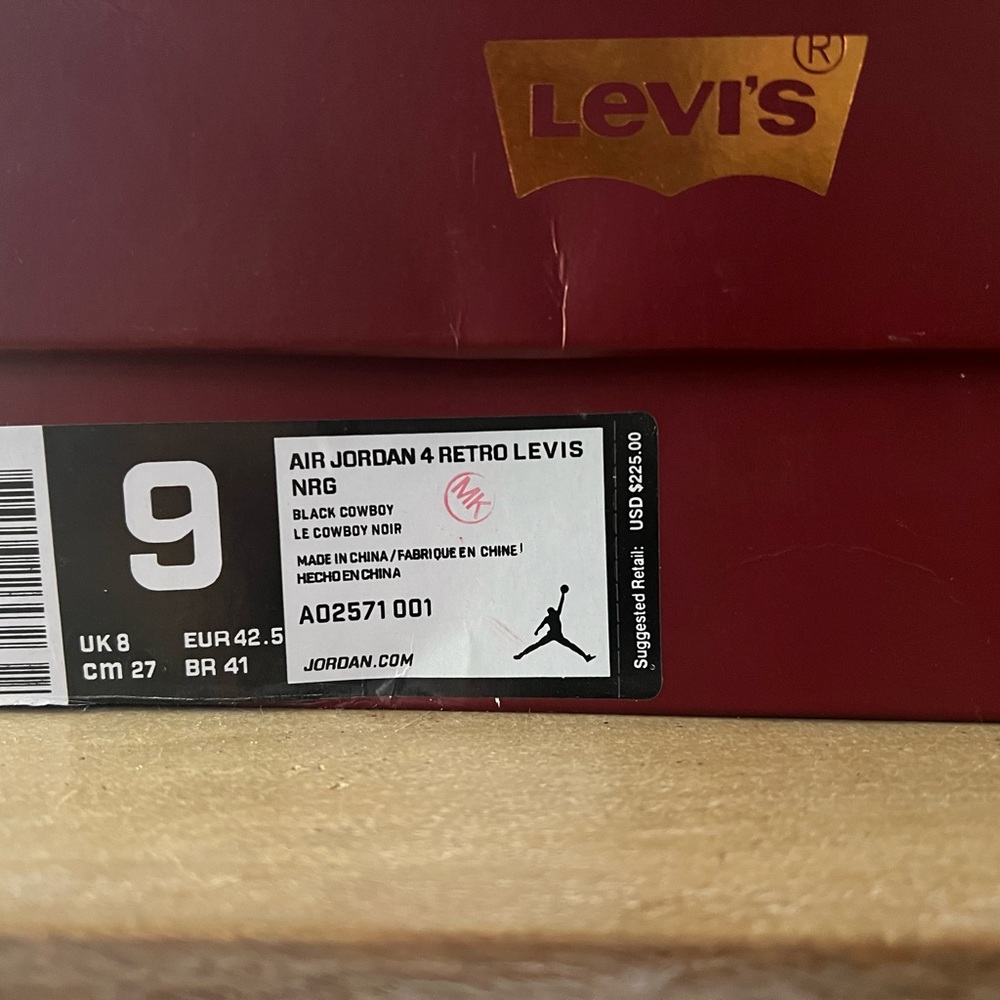 LEVI'S ®
9
UK 8 EUR 42.5
cm 27 BR 41
AIR JORDAN 4 RETRO LEVIS
NRG
MK
BLACK COWBOY
LE COWBOY NOIR
MADE IN CHINA / FABRIQUE EN CHINE /
HECHO EN CHINA
AO2571 001
JORDAN.COM
Suggested Retail: USD $225.00